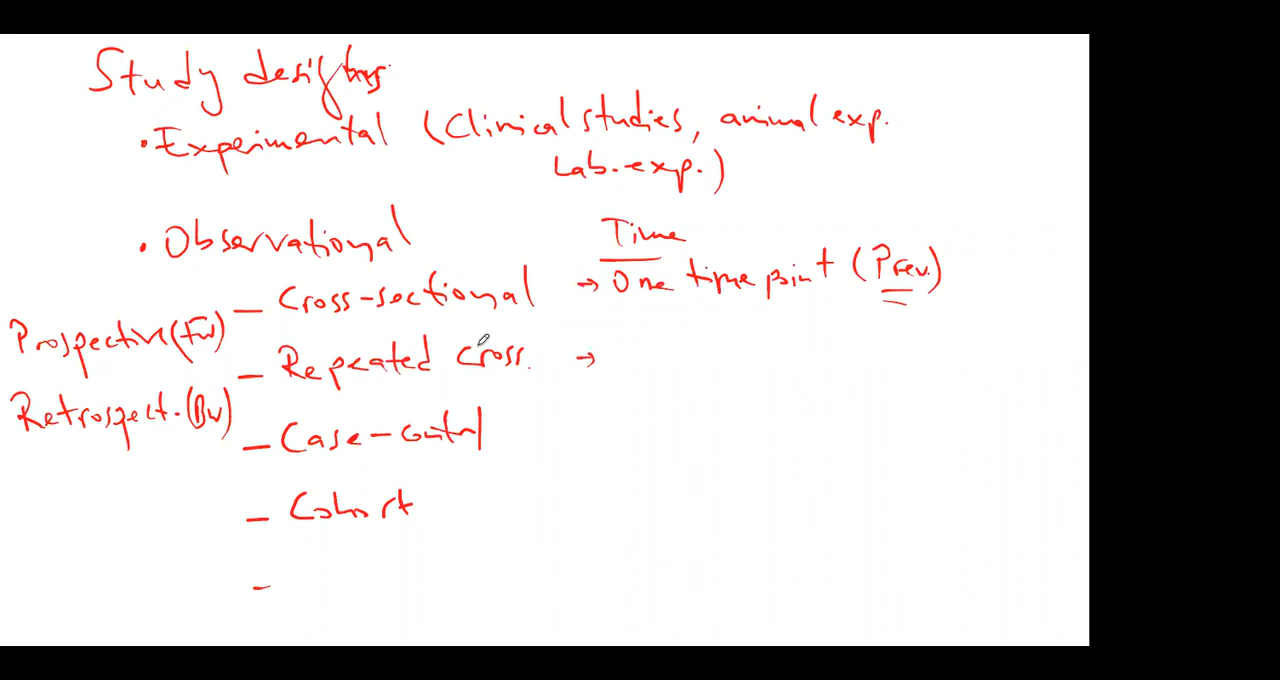 Study designs
• Experimental (Clinical studies, animal exp.
Lab. exp.)
• Observational
Time
– Cross-sectional → One time point (Prev.)
Prospective (Fw)
– Repeated cross. →
Retrospect. (Bw)
– Case-control
– Cohort
–